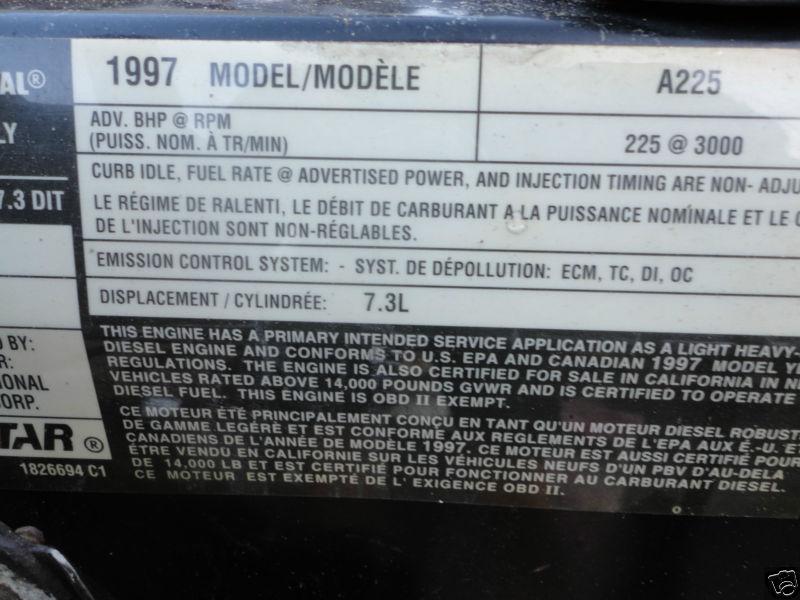 AL®
LY
7.3 DIT
1997 MODEL/MODÈLE A225
ADV. BHP @ RPM
(PUISS. NOM. À TR/MIN) 225 @ 3000
CURB IDLE, FUEL RATE @ ADVERTISED POWER, AND INJECTION TIMING ARE NON- ADJU
LE RÉGIME DE RALENTI, LE DÉBIT DE CARBURANT A LA PUISSANCE NOMINALE ET LE
DE L'INJECTION SONT NON-RÉGLABLES.
EMISSION CONTROL SYSTEM: - SYST. DE DÉPOLLUTION: ECM, TC, DI, OC
DISPLACEMENT / CYLINDRÉE: 7.3L
D BY:
R:
IONAL
CORP.
TAR®
1826694 C1
THIS ENGINE HAS A PRIMARY INTENDED SERVICE APPLICATION AS A LIGHT HEAVY-
DIESEL ENGINE AND CONFORMS TO U.S. EPA AND CANADIAN 1997 MODEL Y
REGULATIONS. THE ENGINE IS ALSO CERTIFIED FOR SALE IN CALIFORNIA IN N
VEHICLES RATED ABOVE 14,000 POUNDS GVWR AND IS CERTIFIED TO OPERATE
DIESEL FUEL. THIS ENGINE IS OBD II EXEMPT.
CE MOTEUR ÉTÉ PRINCIPALEMENT CONÇU EN TANT QU'UN MOTEUR DIESEL ROBUST
DE GAMME LEGÈRE ET EST CONFORME AUX REGLEMENTS DE L'EPA AUX É.-U. ET
CANADIENS DE L'ANNÉE DE MODÈLE 1997. CE MOTEUR EST AUSSI CERTIFIÉ POUR
ÉTRE VENDU EN CALIFORNIE SUR LES VÉHICULES NEUFS D'UN PBV D'AU-DELA
DE 14,000 LB ET EST CERTIFIÉ POUR FONCTIONNER AU CARBURANT DIESEL.
CE MOTEUR EST EXEMPTÉ DE L' EXIGENCE OBD II.